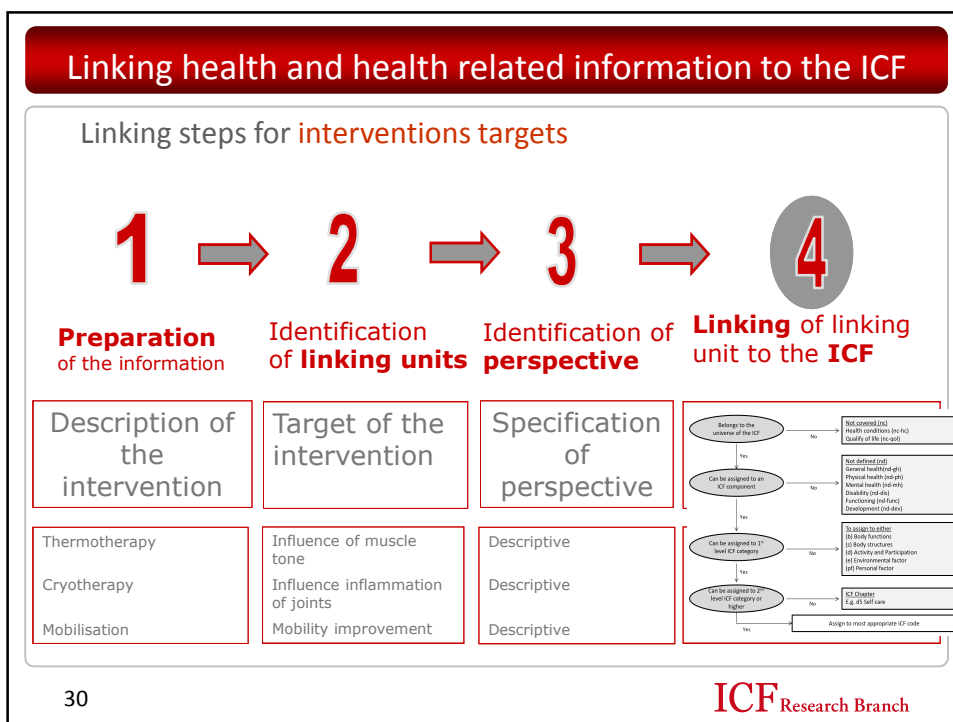 Linking health and health related information to the ICF
Linking steps for interventions targets
1
2
3
4
Preparation
of the information
Identification
of linking units
Identification of
perspective
Linking of linking
unit to the ICF
Description of
the
intervention
Target of the
intervention
Specification
of
perspective
Thermotherapy
Cryotherapy
Mobilisation
Influence of muscle
tone
Influence inflammation
of joints
Mobility improvement
Descriptive
Descriptive
Descriptive
Belongs to the
universe of the ICF
No
Not covered (nc)
Health conditions (nc-hc)
Qualify of life (nc-qol)
Yes
Can be assigned to an
ICF component
No
Not defined (nd)
General health(nd-gh)
Physical health (nd-ph)
Mental health (nd-mh)
Disability (nd-dis)
Functioning (nd-func)
Development (nd-dev)
Yes
Can be assigned to 1st
level ICF category
No
To assign to either
(b) Body functions
(s) Body structures
(d) Activity and Participation
(e) Environmental factor
(pf) Personal factor
Yes
Can be assigned to 2nd
level ICF category or
higher
No
ICF Chapter
E.g. d5 Self care
Yes
Assign to most appropriate ICF code
30
ICF Research Branch